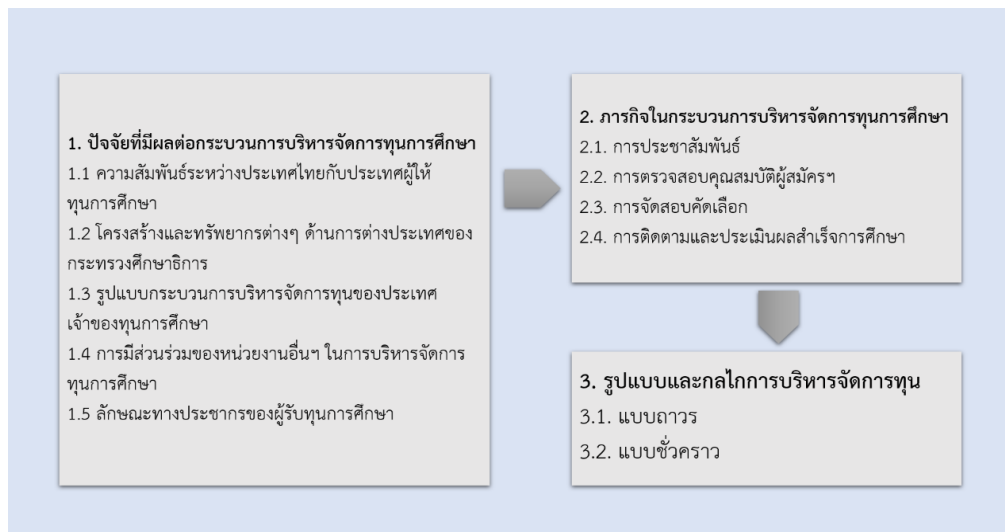 1. ปัจจัยที่มีผลต่อกระบวนการบริหารจัดการทุนการศึกษา
1.1 ความสัมพันธ์ระหว่างประเทศไทยกับประเทศผู้ให้
ทุนการศึกษา
1.2 โครงสร้างและทรัพยากรต่างๆ ด้านการต่างประเทศของ
กระทรวงศึกษาธิการ
1.3 รูปแบบกระบวนการบริหารจัดการทุนของประเทศ
เจ้าของทุนการศึกษา
1.4 การมีส่วนร่วมของหน่วยงานอื่นฯ ในการบริหารจัดการ
ทุนการศึกษา
1.5 ลักษณะทางประชากรของผู้รับทุนการศึกษา
2. ภารกิจในกระบวนการบริหารจัดการทุนการศึกษา
2.1. การประชาสัมพันธ์
2.2. การตรวจสอบคุณสมบัติผู้สมัครฯ
2.3. การจัดสอบคัดเลือก
2.4. การติดตามและประเมินผลสำเร็จการศึกษา
3. รูปแบบและกลไกการบริหารจัดการทุน
3.1. แบบถาวร
3.2. แบบชั่วคราว